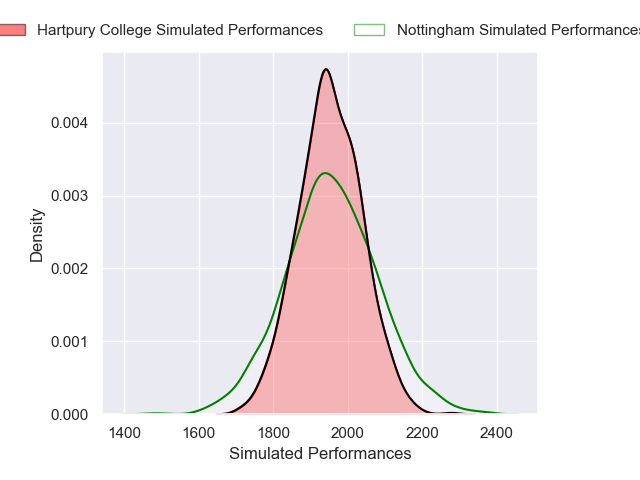 Hartpury College Simulated Performances
Nottingham Simulated Performances
0.004
0.003
0.002
0.001
0.000
Density
1400 1600 1800 2000 2200 2400
Simulated Performances